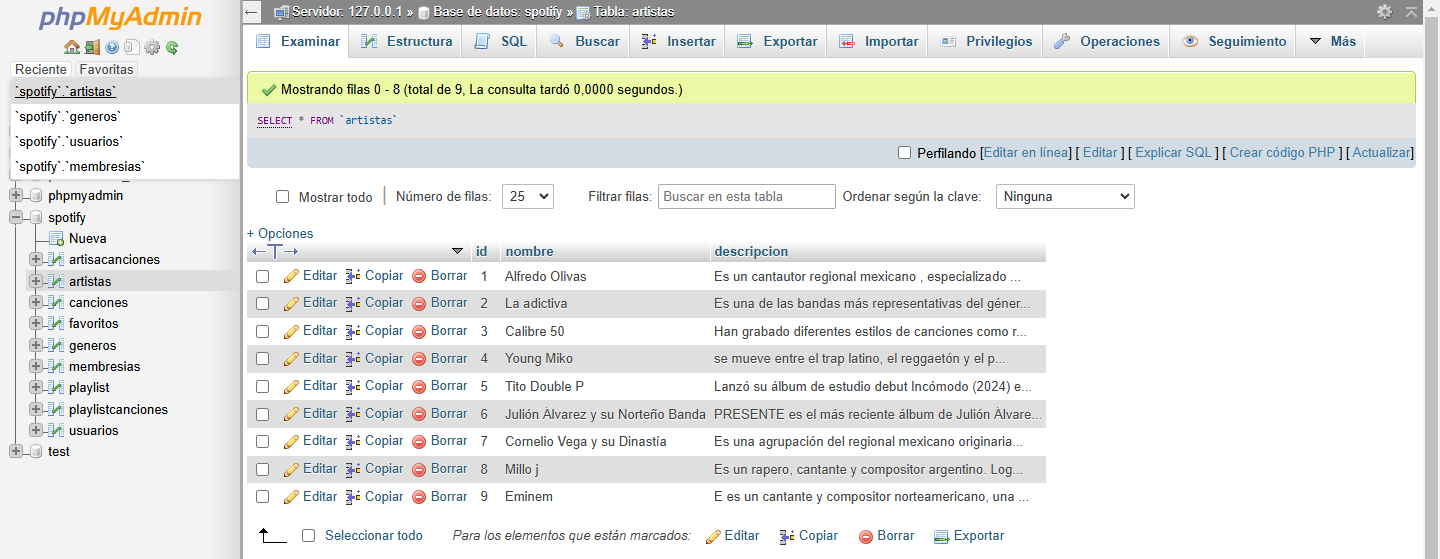 phpMyAdmin
Reciente Favoritas
`spotify`.`artistas`
`spotify`.`generos`
`spotify`.`usuarios`
`spotify`.`membresias`
phpmyadmin
spotify
Nueva
artisacanciones
artistas
canciones
favoritos
generos
membresias
playlist
playlistcanciones
usuarios
test
Servidor: 127.0.0.1 » Base de datos: spotify » Tabla: artistas
Examinar Estructura SQL Buscar Insertar Exportar Importar Privilegios Operaciones Seguimiento Más
Mostrando filas 0 - 8 (total de 9, La consulta tardó 0,0000 segundos.)
SELECT * FROM `artistas`
Perfilando [Editar en línea] [ Editar ] [ Explicar SQL ] [ Crear código PHP ] [ Actualizar]
Mostrar todo Número de filas: 25 Filtrar filas: Buscar en esta tabla Ordenar según la clave: Ninguna
+ Opciones
←T→ id nombre descripcion
Editar Copiar Borrar 1 Alfredo Olivas Es un cantautor regional mexicano , especializado ...
Editar Copiar Borrar 2 La adictiva Es una de las bandas más representativas del géner...
Editar Copiar Borrar 3 Calibre 50 Han grabado diferentes estilos de canciones como r...
Editar Copiar Borrar 4 Young Miko se mueve entre el trap latino, el reggaetón y el p...
Editar Copiar Borrar 5 Tito Double P Lanzó su álbum de estudio debut Incómodo (2024) e...
Editar Copiar Borrar 6 Julión Álvarez y su Norteño Banda PRESENTE es el más reciente álbum de Julión Álvare...
Editar Copiar Borrar 7 Cornelio Vega y su Dinastía Es una agrupación del regional mexicano originaria...
Editar Copiar Borrar 8 Millo j Es un rapero, cantante y compositor argentino. Log...
Editar Copiar Borrar 9 Eminem E es un cantante y compositor norteamericano, una ...
Seleccionar todo Para los elementos que están marcados: Editar Copiar Borrar Exportar